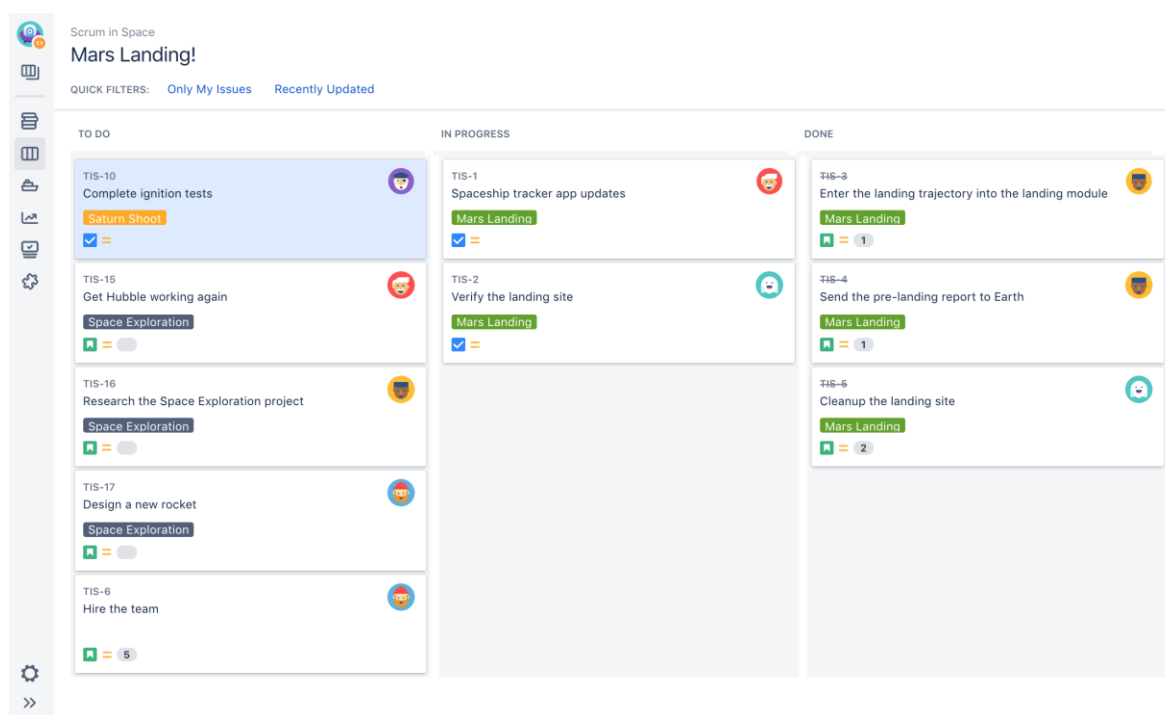 Scrum in Space
Mars Landing!
QUICK FILTERS: Only My Issues Recently Updated
TO DO
TIS-10
Complete ignition tests
Saturn Shoot
TIS-15
Get Hubble working again
Space Exploration
TIS-16
Research the Space Exploration project
Space Exploration
TIS-17
Design a new rocket
Space Exploration
TIS-6
Hire the team
5
IN PROGRESS
TIS-1
Spaceship tracker app updates
Mars Landing
TIS-2
Verify the landing site
Mars Landing
DONE
TIS-3
Enter the landing trajectory into the landing module
Mars Landing
1
TIS-4
Send the pre-landing report to Earth
Mars Landing
1
TIS-5
Cleanup the landing site
Mars Landing
2